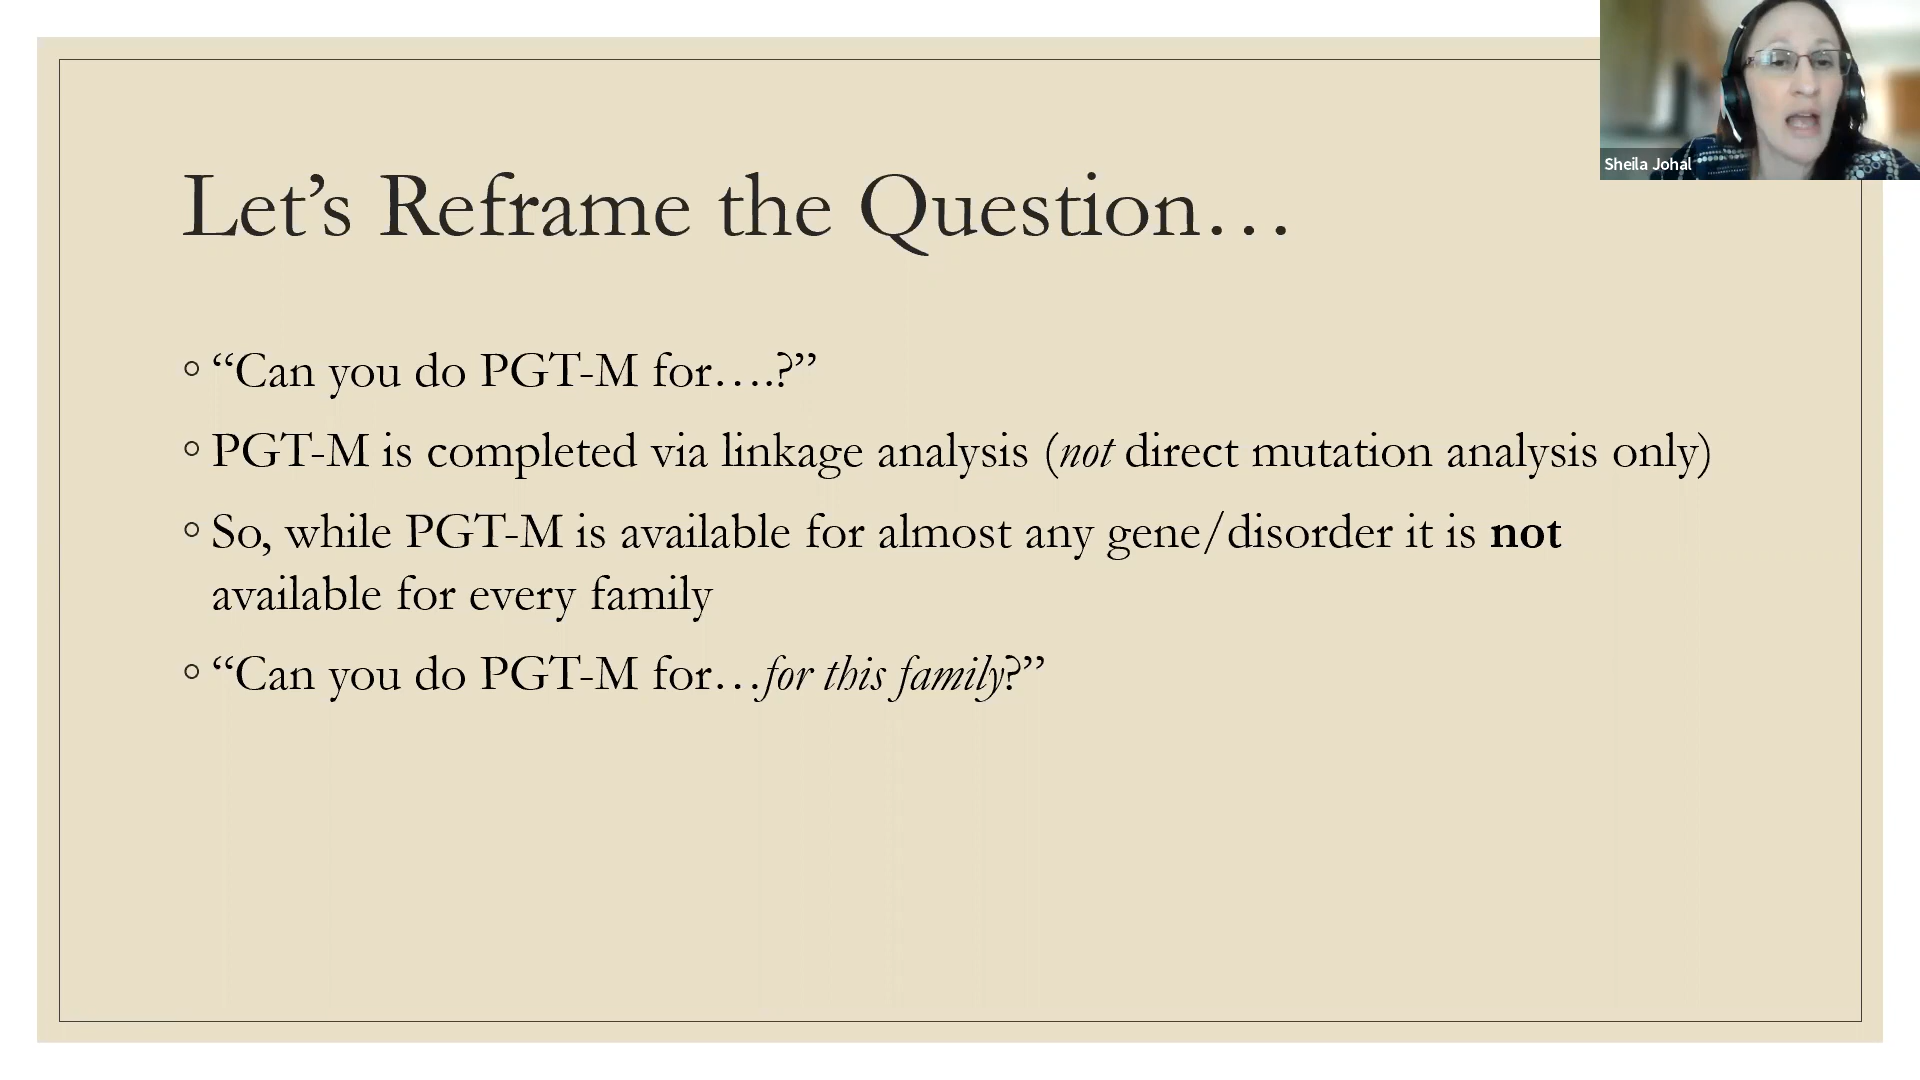 Sheila Johal
Let’s Reframe the Question…
◦ “Can you do PGT-M for….?”
◦ PGT-M is completed via linkage analysis (not direct mutation analysis only)
◦ So, while PGT-M is available for almost any gene/disorder it is not
available for every family
◦ “Can you do PGT-M for…for this family?”